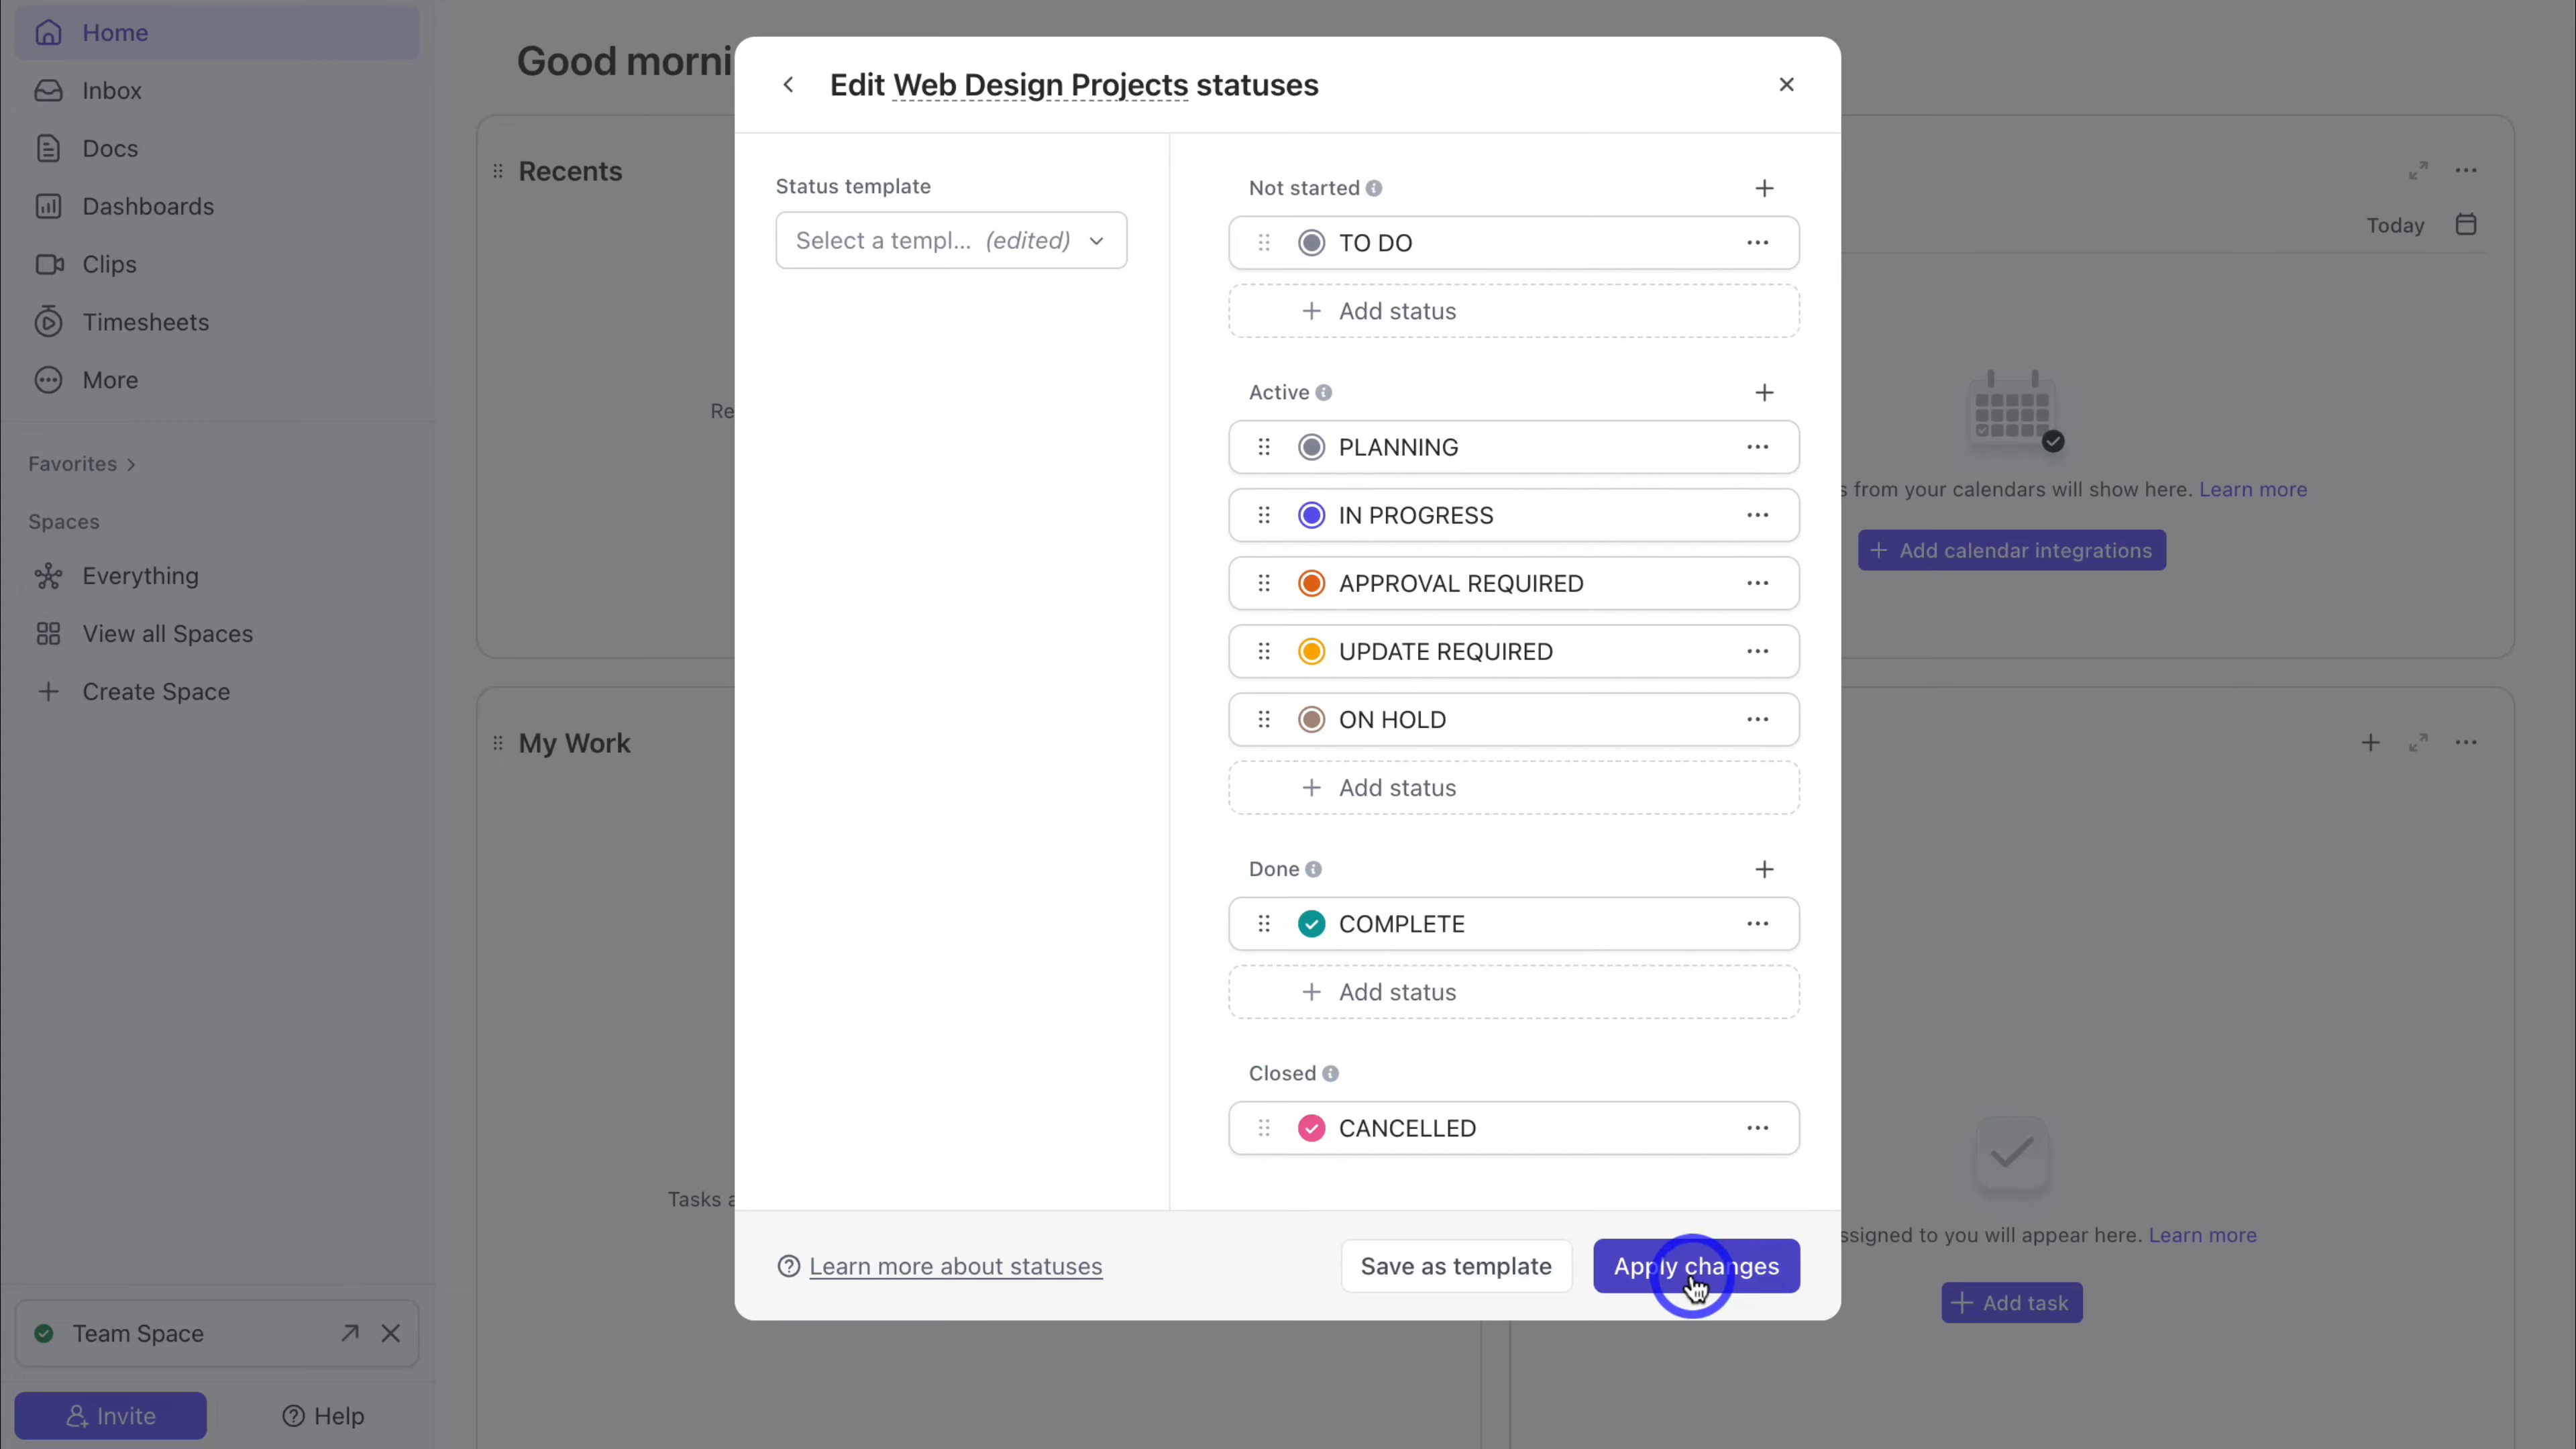 Home
Inbox
Docs
Dashboards
Clips
Timesheets
More
Favorites
Spaces
Everything
View all Spaces
Create Space
Team Space
Invite
Help
Good morni
Recents
Re
My Work
Tasks a
Edit Web Design Projects statuses
Status template
Select a templ... (edited)
Not started
TO DO
Add status
Active
PLANNING
IN PROGRESS
APPROVAL REQUIRED
UPDATE REQUIRED
ON HOLD
Add status
Done
COMPLETE
Add status
Closed
CANCELLED
Learn more about statuses
Save as template
Apply changes
Today
s from your calendars will show here. Learn more
Add calendar integrations
ssigned to you will appear here. Learn more
Add task